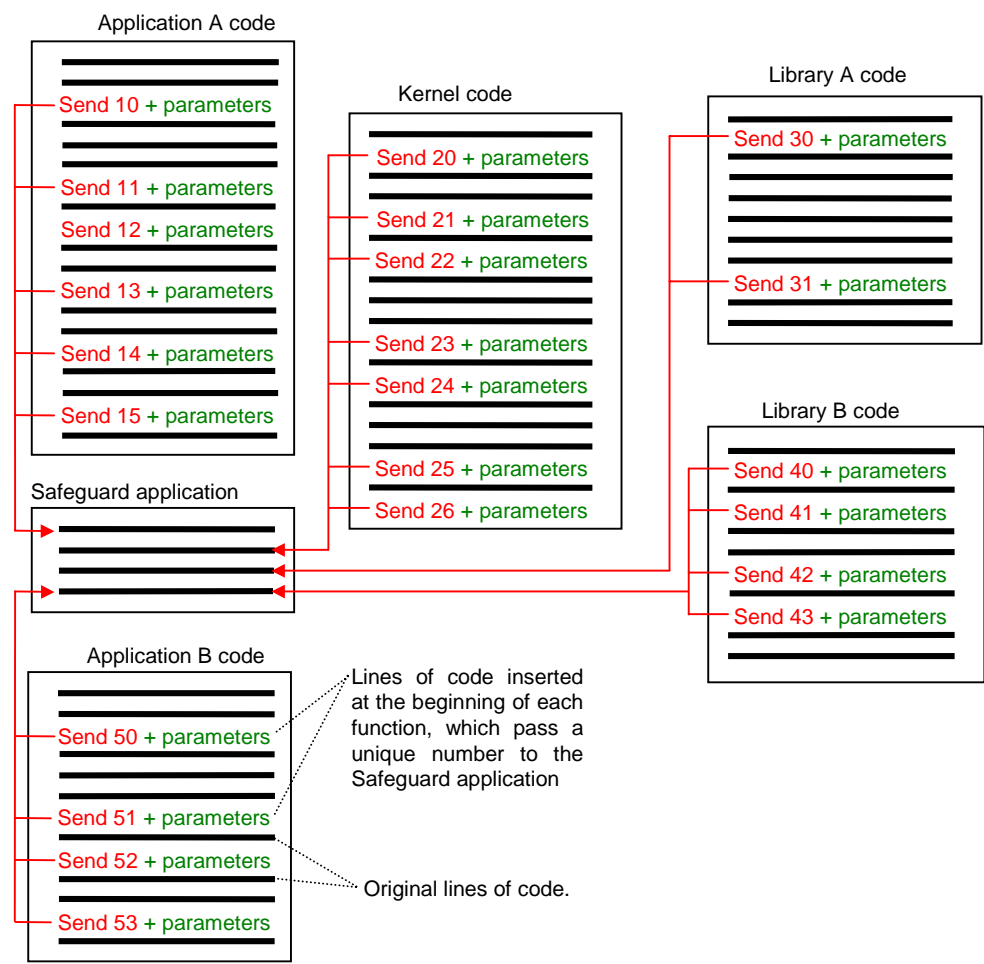 Application A code
Send 10 + parameters
Send 11 + parameters
Send 12 + parameters
Send 13 + parameters
Send 14 + parameters
Send 15 + parameters
Kernel code
Send 20 + parameters
Send 21 + parameters
Send 22 + parameters
Send 23 + parameters
Send 24 + parameters
Send 25 + parameters
Send 26 + parameters
Library A code
Send 30 + parameters
Send 31 + parameters
Library B code
Send 40 + parameters
Send 41 + parameters
Send 42 + parameters
Send 43 + parameters
Safeguard application
Application B code
Send 50 + parameters
Send 51 + parameters
Send 52 + parameters
Send 53 + parameters
Lines of code inserted
at the beginning of each
function, which pass a
unique number to the
Safeguard application
Original lines of code.